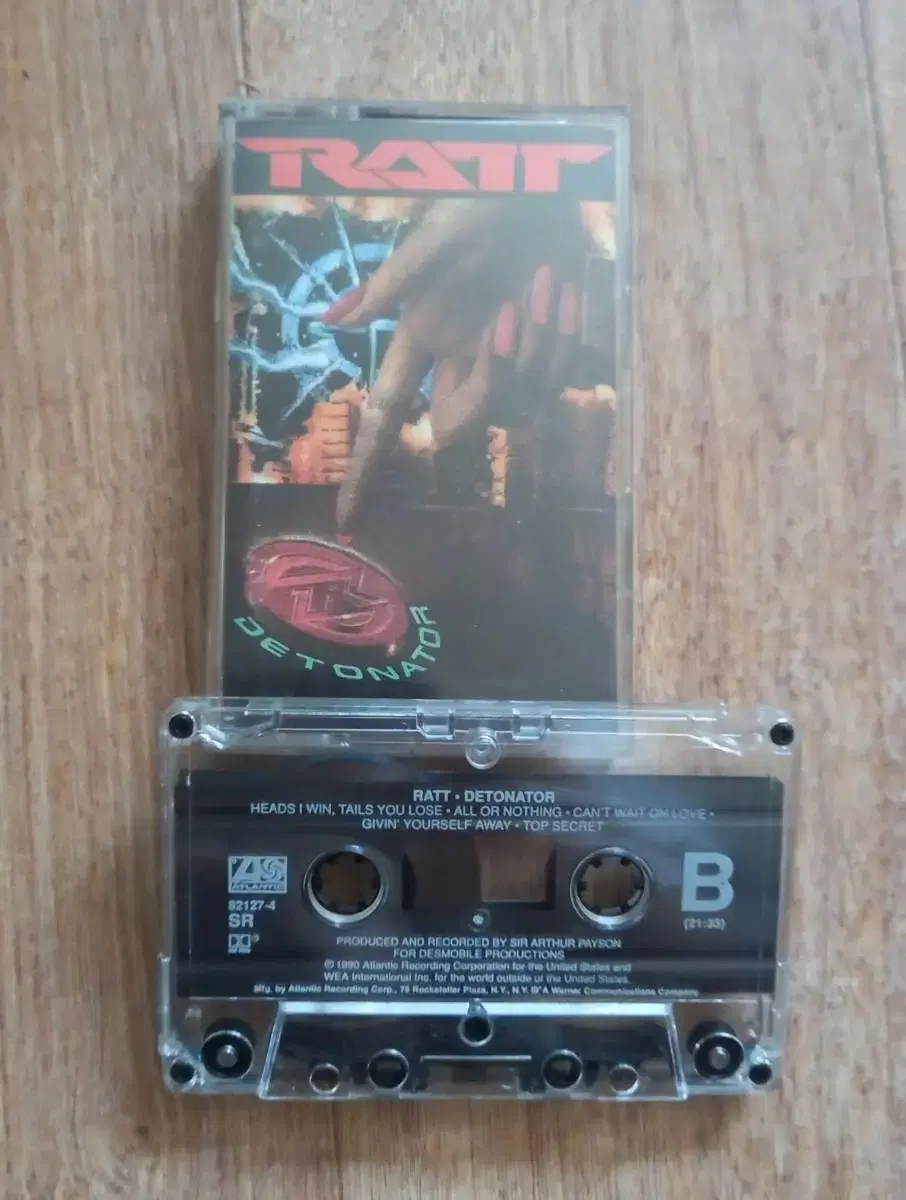 RATT
DETONATOR
RATT • DETONATOR
HEADS I WIN, TAILS YOU LOSE • ALL OR NOTHING • CAN'T WAIT ON LOVE •
GIVIN' YOURSELF AWAY • TOP SECRET
ATLANTIC
82127-4
SR
B
(21:33)
PRODUCED AND RECORDED BY SIR ARTHUR PAYSON
FOR DESMOBILE PRODUCTIONS
℗ 1990 Atlantic Recording Corporation for the United States and
WEA International Inc. for the world outside of the United States.
Mfg. by Atlantic Recording Corp., 75 Rockefeller Plaza, N.Y., N.Y. A Warner Communications Company